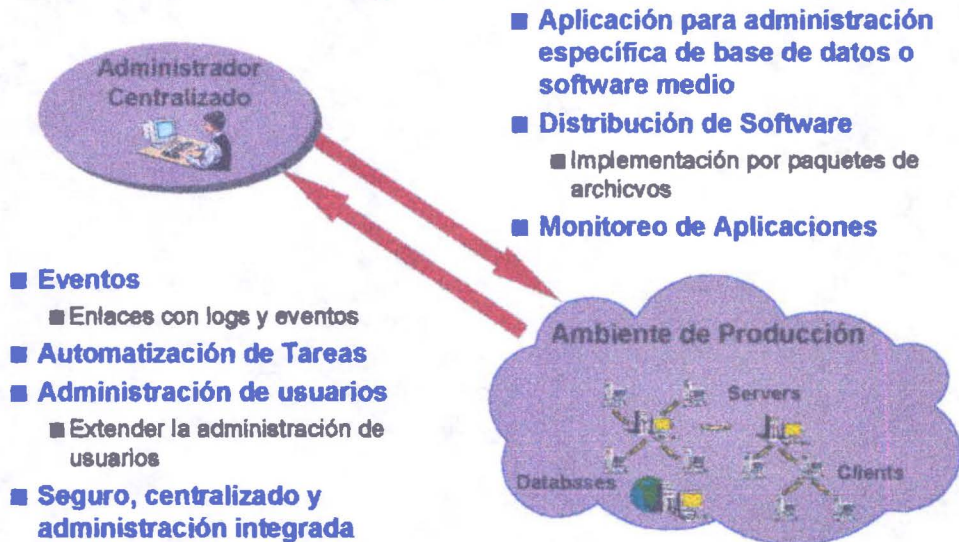 Administrador
Centralizado
■ Aplicación para administración
específica de base de datos o
software medio
■ Distribución de Software
■ Implementación por paquetes de
archicvos
■ Monitoreo de Aplicaciones
■ Eventos
■ Enlaces con logs y eventos
■ Automatización de Tareas
■ Administración de usuarios
■ Extender la administración de
usuarios
■ Seguro, centralizado y
administración integrada
Ambiente de Producción
Servers
Databases
Clients